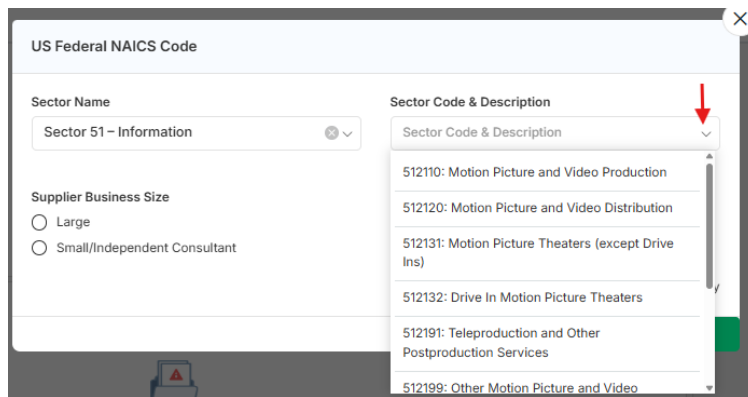 US Federal NAICS Code
Sector Name
Sector 51 – Information
Sector Code & Description
Sector Code & Description
512110: Motion Picture and Video Production
512120: Motion Picture and Video Distribution
512131: Motion Picture Theaters (except Drive
Ins)
512132: Drive In Motion Picture Theaters
512191: Teleproduction and Other
Postproduction Services
512199: Other Motion Picture and Video
Supplier Business Size
Large
Small/Independent Consultant